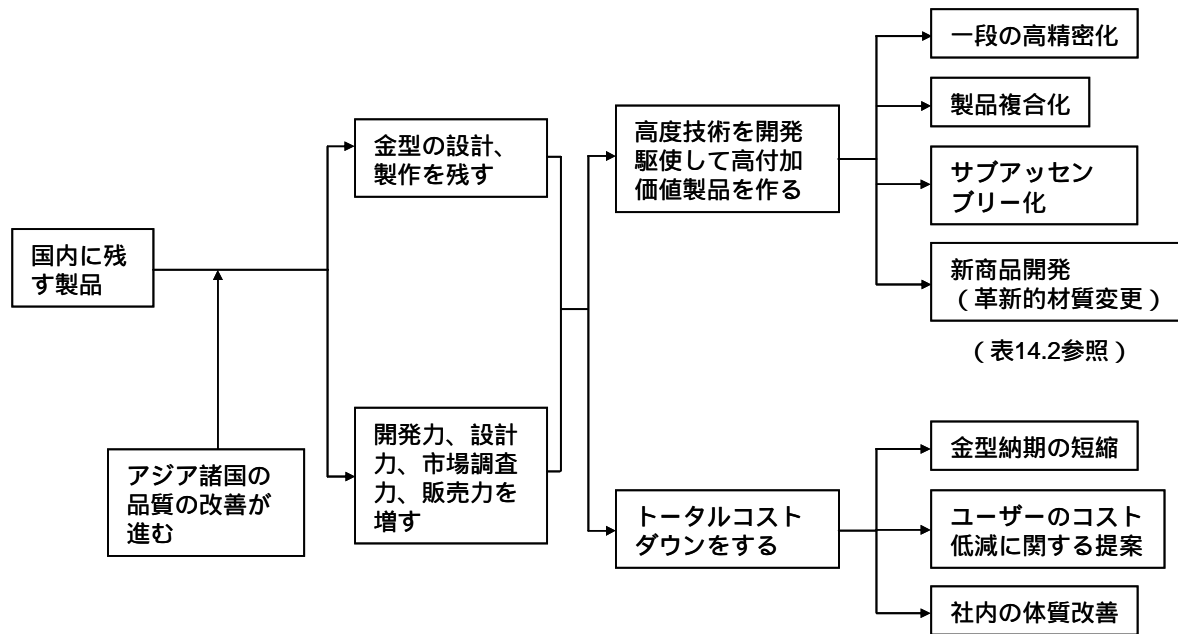 国内に残
す製品
アジア諸国の
品質の改善が
進む
金型の設計、
製作を残す
開発力、設計
力、市場調査
力、販売力を
増す
高度技術を開発
駆使して高付加
価値製品を作る
トータルコスト
ダウンをする
一段の高精密化
製品複合化
サブアッセン
ブリー化
新商品開発
（革新的材質変更）
（表14.2参照）
金型納期の短縮
ユーザーのコスト
低減に関する提案
社内の体質改善